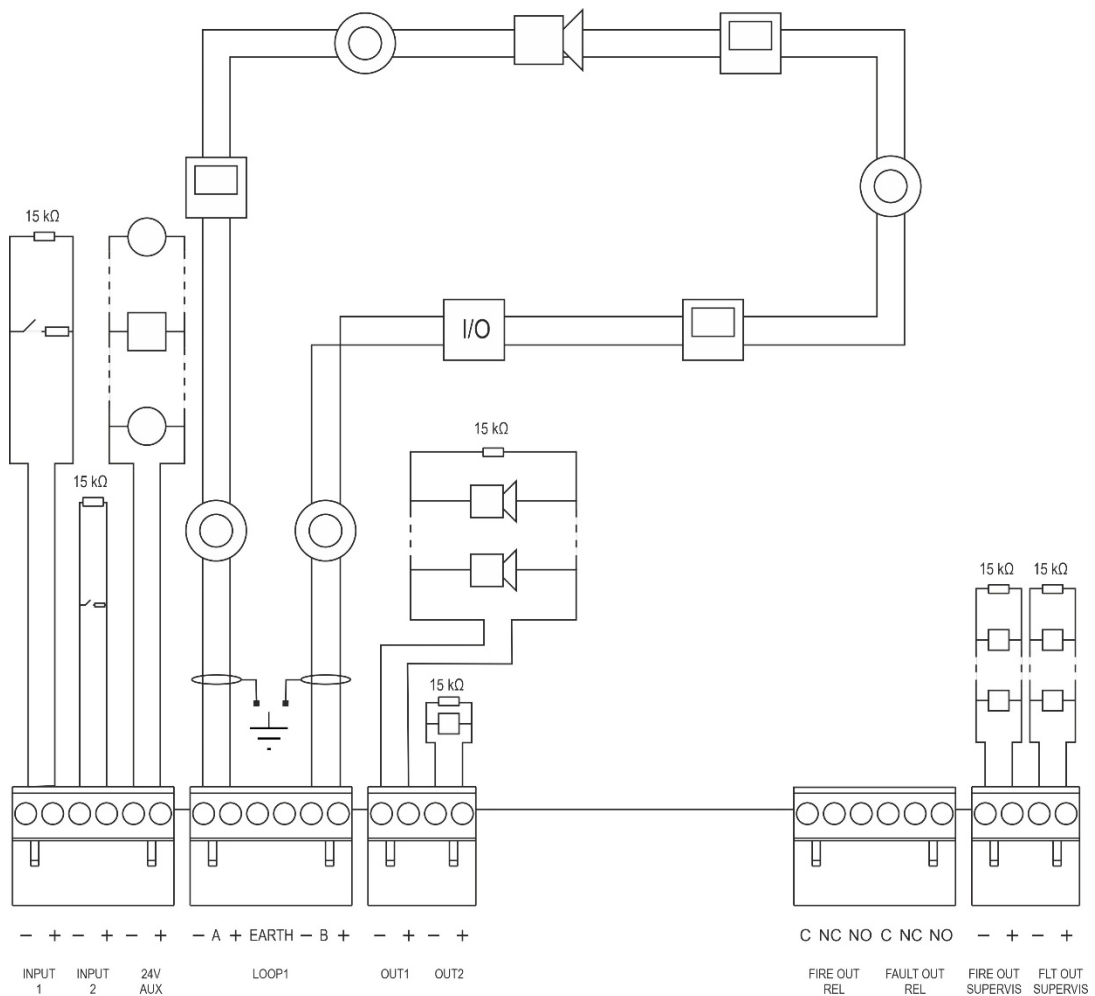 15 kΩ
I/O
15 kΩ
15 kΩ
15 kΩ 15 kΩ
15 kΩ
− + − + − + − A + EARTH − B + − + − + C NC NO C NC NO − + − +
INPUT 1
INPUT 2
24V AUX
LOOP1
OUT1
OUT2
FIRE OUT REL
FAULT OUT REL
FIRE OUT SUPERVIS
FLT OUT SUPERVIS